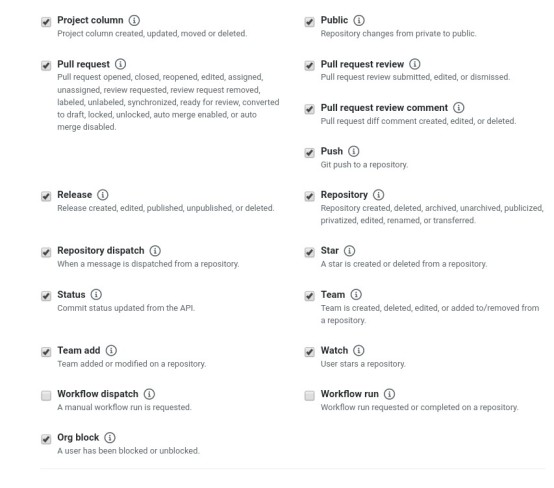 Project column
Project column created, updated, moved or deleted.
Public
Repository changes from private to public.
Pull request
Pull request opened, closed, reopened, edited, assigned,
unassigned, review requested, review request removed,
labeled, unlabeled, synchronized, ready for review, converted
to draft, locked, unlocked, auto merge enabled, or auto
merge disabled.
Pull request review
Pull request review submitted, edited, or dismissed.
Pull request review comment
Pull request diff comment created, edited, or deleted.
Push
Git push to a repository.
Release
Release created, edited, published, unpublished, or deleted.
Repository
Repository created, deleted, archived, unarchived, publicized,
privatized, edited, renamed, or transferred.
Repository dispatch
When a message is dispatched from a repository.
Star
A star is created or deleted from a repository.
Status
Commit status updated from the API.
Team
Team is created, deleted, edited, or added to/removed from
a repository.
Team add
Team added or modified on a repository.
Watch
User stars a repository.
Workflow dispatch
A manual workflow run is requested.
Workflow run
Workflow run requested or completed on a repository.
Org block
A user has been blocked or unblocked.